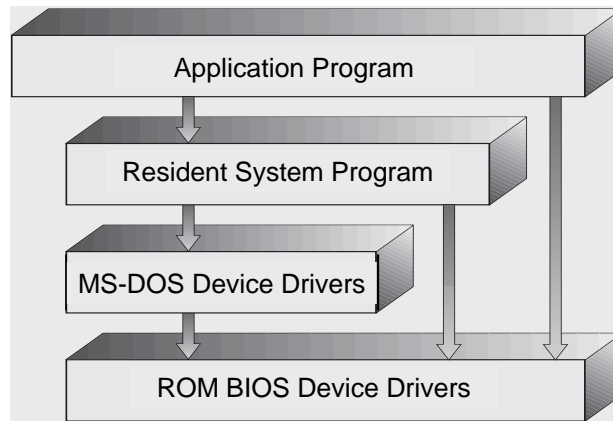 Application Program
Resident System Program
MS-DOS Device Drivers
ROM BIOS Device Drivers